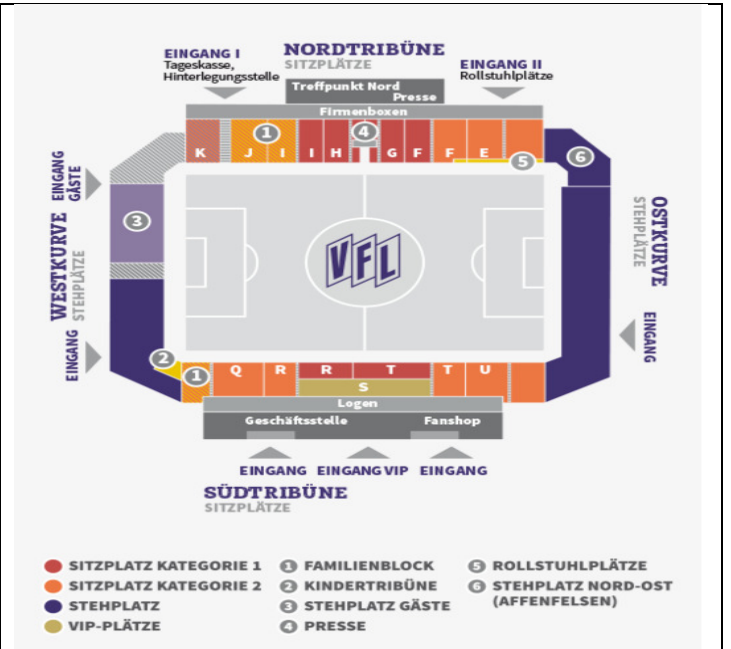 EINGANG I
Tageskasse,
Hinterlegungsstelle
NORDTRIBÜNE
SITZPLÄTZE
EINGANG II
Rollstuhlplätze
Treffpunkt Nord
Presse
Firmenboxen
K
1
J
I
I
H
4
G
F
F
E
5
6
EINGANG
GÄSTE
3
WESTKURVE
STEHPLÄTZE
EINGANG
VFL
OSTKURVE
STEHPLÄTZE
EINGANG
2
1
Q
R
R
T
T
U
S
Logen
Geschäftsstelle
Fanshop
EINGANG
EINGANG VIP
EINGANG
SÜDTRIBÜNE
SITZPLÄTZE
SITZPLATZ KATEGORIE 1
SITZPLATZ KATEGORIE 2
STEHPLATZ
VIP-PLÄTZE
1 FAMILIENBLOCK
2 KINDERTRIBÜNE
3 STEHPLATZ GÄSTE
4 PRESSE
5 ROLLSTUHLPLÄTZE
6 STEHPLATZ NORD-OST
(AFFENFELSEN)